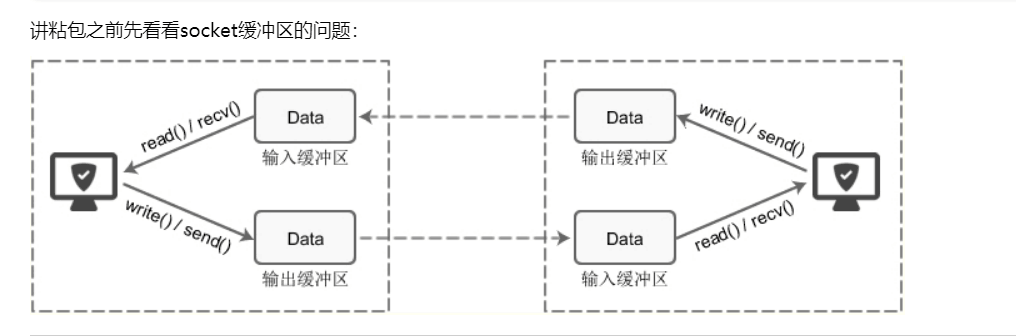 讲粘包之前先看看socket缓冲区的问题：
read() / recv()
Data
输入缓冲区
write() / send()
Data
输出缓冲区
Data
输出缓冲区
write() / send()
Data
输入缓冲区
read() / recv()